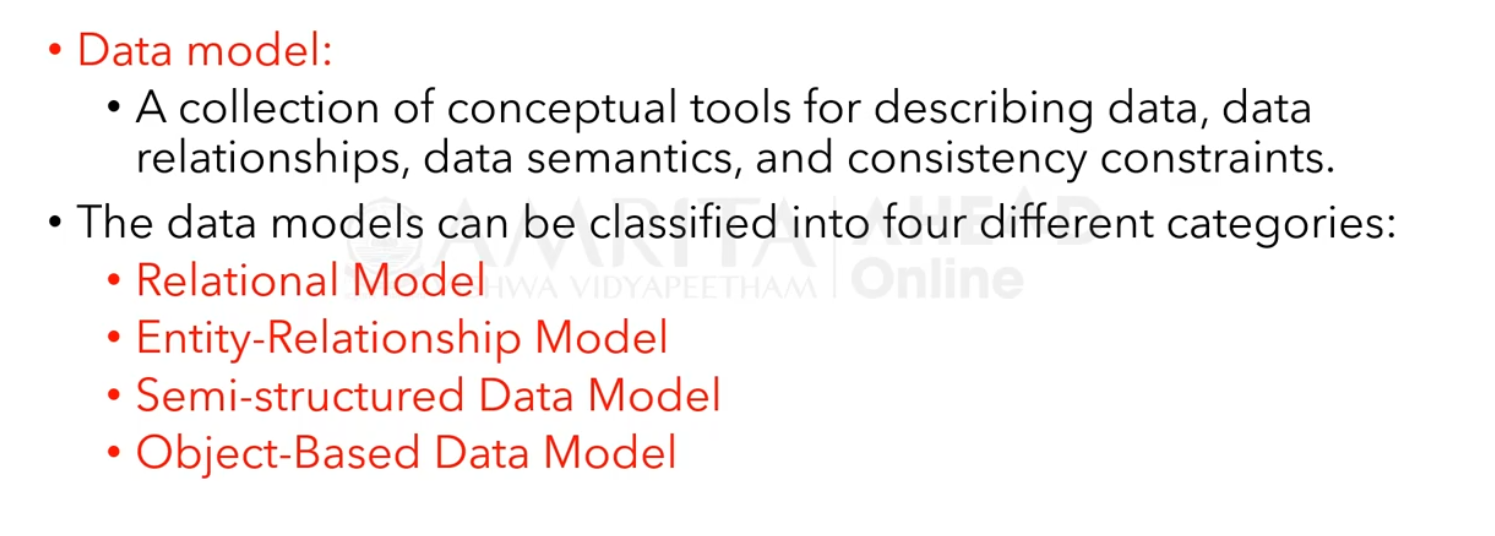 • Data model:
• A collection of conceptual tools for describing data, data
relationships, data semantics, and consistency constraints.
• The data models can be classified into four different categories:
AMRITA AHEAD
• Relational Model
HWA VIDYAPEETHAM Online
• Entity-Relationship Model
• Semi-structured Data Model
• Object-Based Data Model